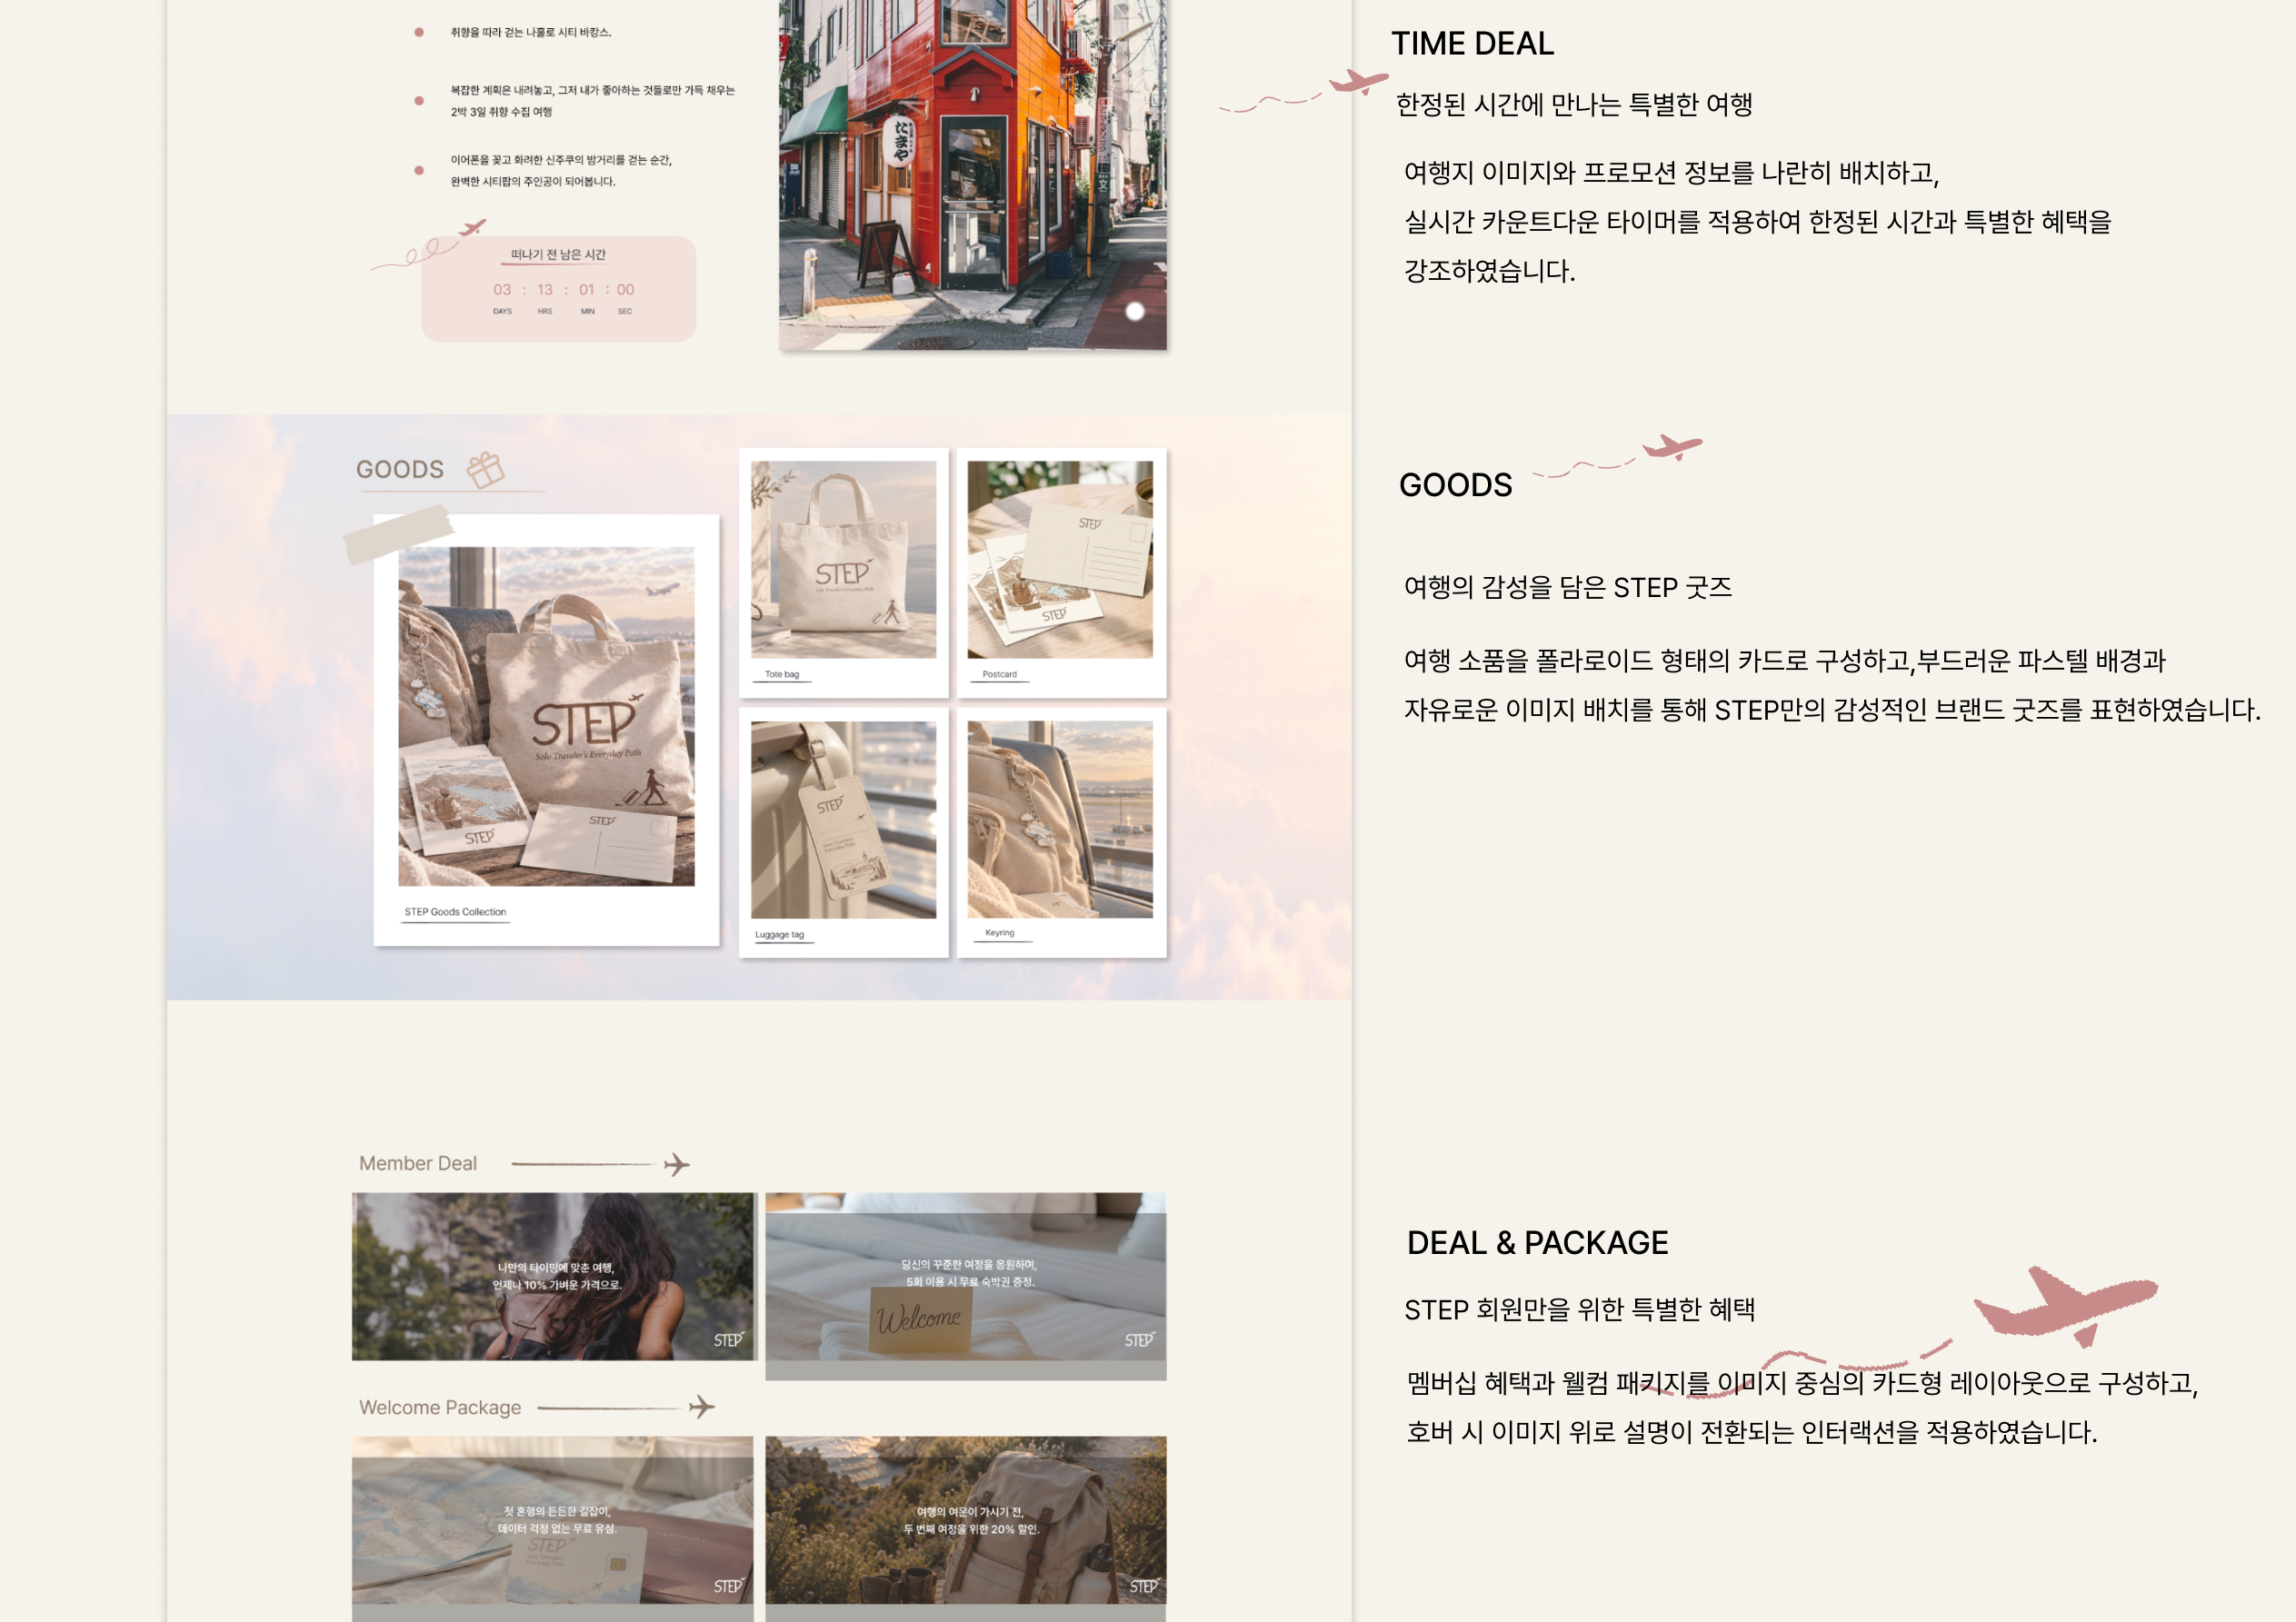 취향을 따라 걷는 나홀로 시티 바캉스.
복잡한 계획은 내려놓고, 그저 내가 좋아하는 것들로만 가득 채우는
2박 3일 취향 수집 여행
이어폰을 꽂고 화려한 신주쿠의 밤거리를 걷는 순간,
완벽한 시티팝의 주인공이 되어봅니다.
떠나기 전 남은 시간
03 : 13 : 01 : 00
DAYS HRS MIN SEC
たまや
TIME DEAL
한정된 시간에 만나는 특별한 여행
여행지 이미지와 프로모션 정보를 나란히 배치하고,
실시간 카운트다운 타이머를 적용하여 한정된 시간과 특별한 혜택을
강조하였습니다.
GOODS
STEP
Solo Traveler's Everyday Path
STEP
STEP
STEP Goods Collection
STEP
Solo Traveler's Everyday Path
Tote bag
STEP
STEP
Postcard
STEP
Luggage tag
Keyring
GOODS
여행의 감성을 담은 STEP 굿즈
여행 소품을 폴라로이드 형태의 카드로 구성하고,부드러운 파스텔 배경과
자유로운 이미지 배치를 통해 STEP만의 감성적인 브랜드 굿즈를 표현하였습니다.
Member Deal
나만의 타이밍에 맞춘 여행,
언제나 10% 가벼운 가격으로.
STEP
당신의 꾸준한 여정을 응원하며,
5회 이용 시 무료 숙박권 증정.
Welcome
STEP
Welcome Package
첫 혼행의 든든한 길잡이,
데이터 걱정 없는 무료 유심.
STEP
STEP
여행의 여운이 가시기 전,
두 번째 여정을 위한 20% 할인.
STEP
DEAL & PACKAGE
STEP 회원만을 위한 특별한 혜택
멤버십 혜택과 웰컴 패키지를 이미지 중심의 카드형 레이아웃으로 구성하고,
호버 시 이미지 위로 설명이 전환되는 인터랙션을 적용하였습니다.